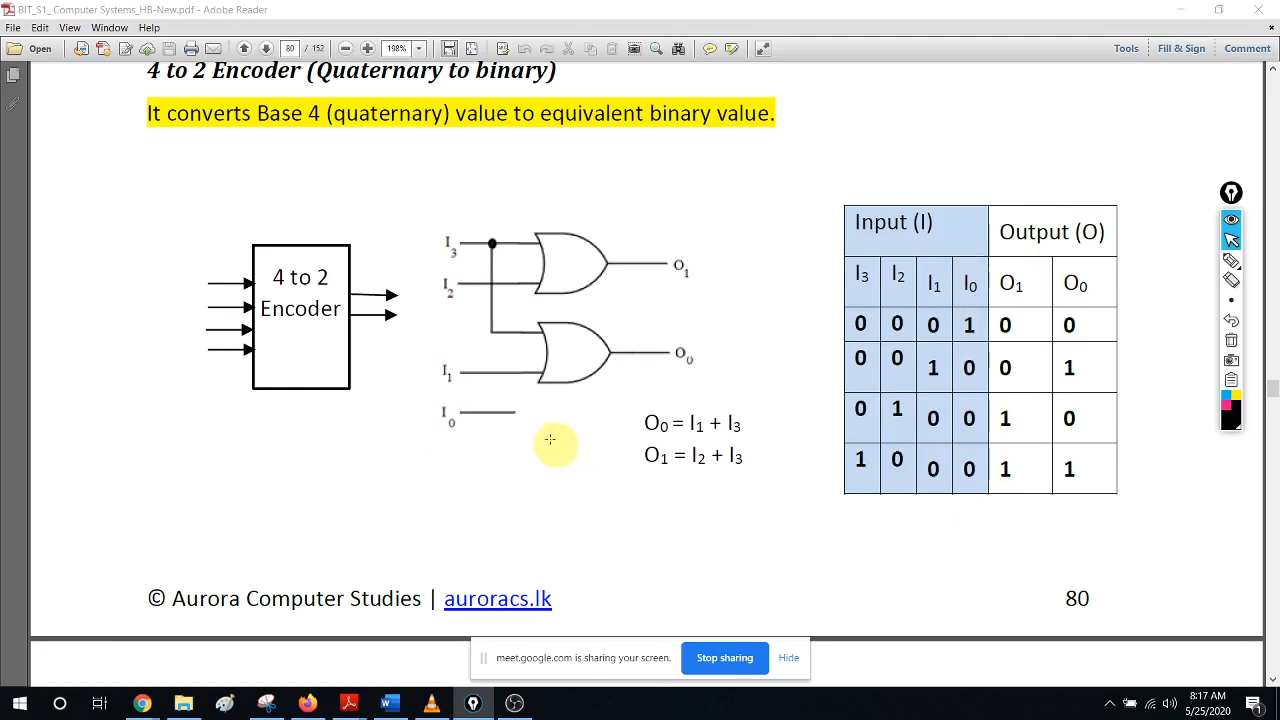 BIT_S1_ Computer Systems_HB-New.pdf - Adobe Reader
File Edit View Window Help
Open 80 / 152 198% Tools Fill & Sign Comment
4 to 2 Encoder (Quaternary to binary)
It converts Base 4 (quaternary) value to equivalent binary value.
4 to 2
Encoder
I3
I2
I1
I0
O1
O0
O0 = I1 + I3
O1 = I2 + I3
Input (I) Output (O)
I3 I2 I1 I0 O1 O0
0 0 0 1 0 0
0 0 1 0 0 1
0 1 0 0 1 0
1 0 0 0 1 1
© Aurora Computer Studies | auroracs.lk 80
meet.google.com is sharing your screen. Stop sharing Hide
8:17 AM
5/25/2020
1